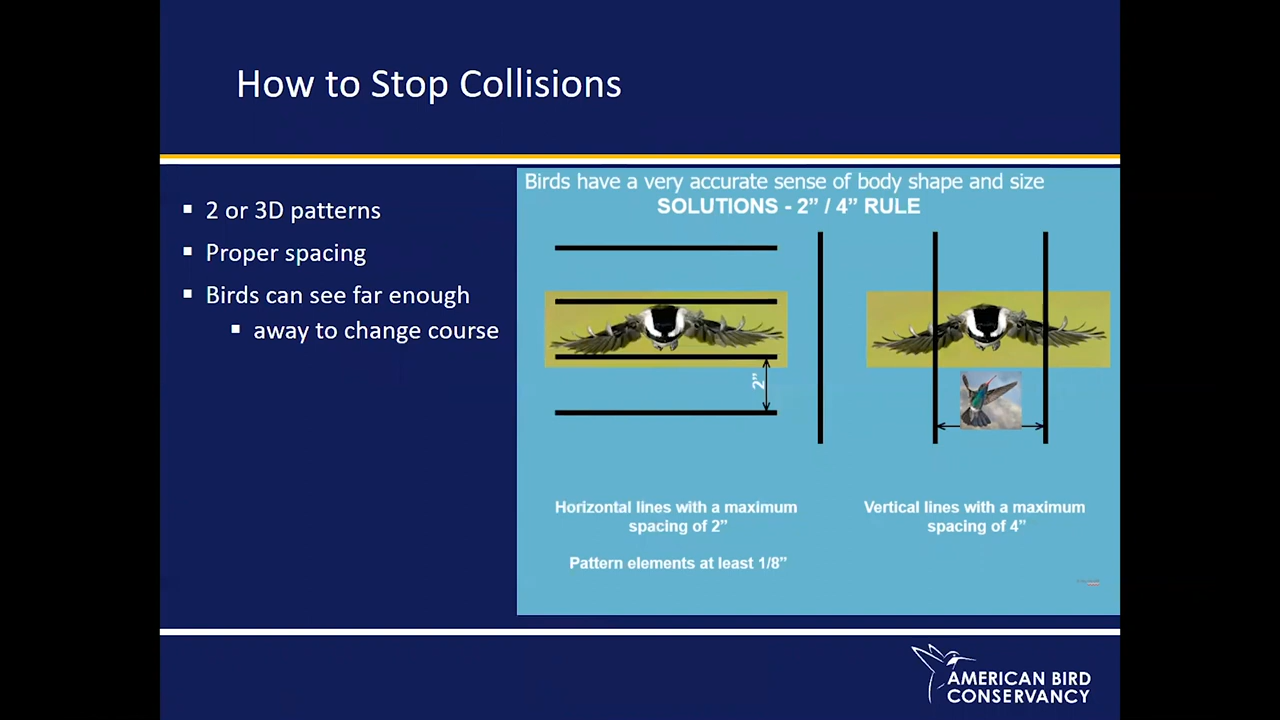 How to Stop Collisions
2 or 3D patterns
Proper spacing
Birds can see far enough
away to change course
Birds have a very accurate sense of body shape and size
SOLUTIONS - 2” / 4” RULE
2”
Horizontal lines with a maximum
spacing of 2”
Pattern elements at least 1/8”
Vertical lines with a maximum
spacing of 4”
AMERICAN BIRD
CONSERVANCY